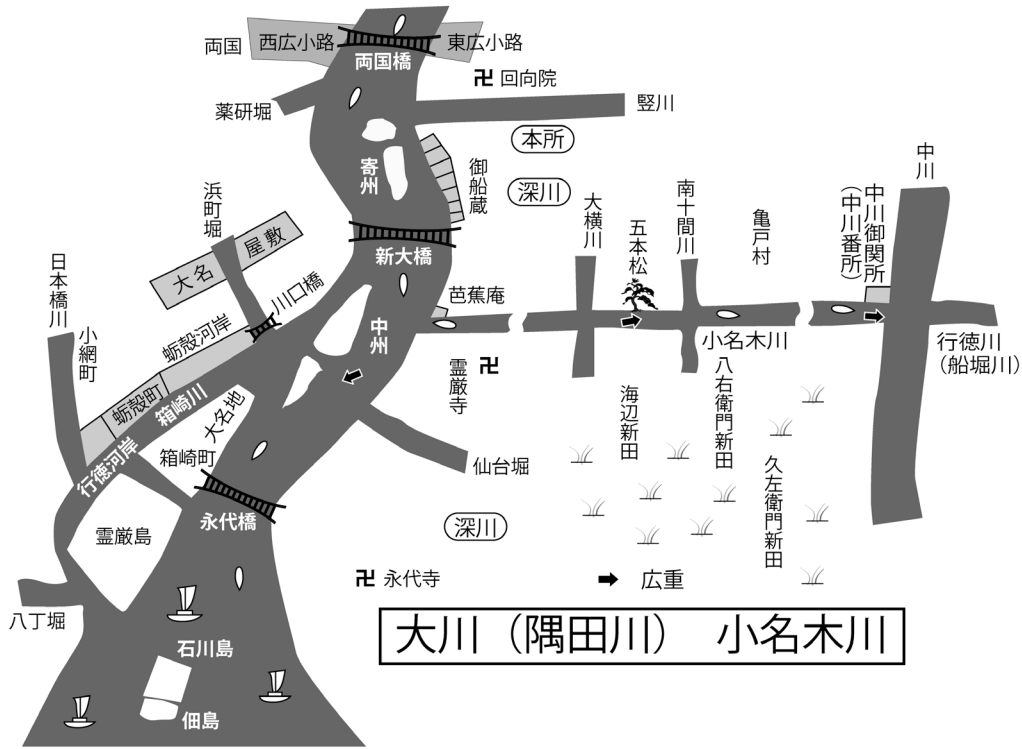 両国
西広小路
東広小路
両国橋
卍 回向院
薬研堀
竪川
本所
寄州
御船蔵
深川
浜町堀
大名
屋敷
新大橋
川口橋
大横川
五本松
南十間川
亀戸村
中川
中川御関所
(中川番所)
日本橋川
小網町
蛎殻河岸
芭蕉庵
中州
小名木川
行徳川
(船堀川)
蛎殻町
箱崎川
大名地
霊厳寺
卍
八右衛門新田
海辺新田
行徳河岸
箱崎町
仙台堀
久左衛門新田
永代橋
深川
霊厳島
卍 永代寺
広重
八丁堀
大川(隅田川) 小名木川
石川島
佃島